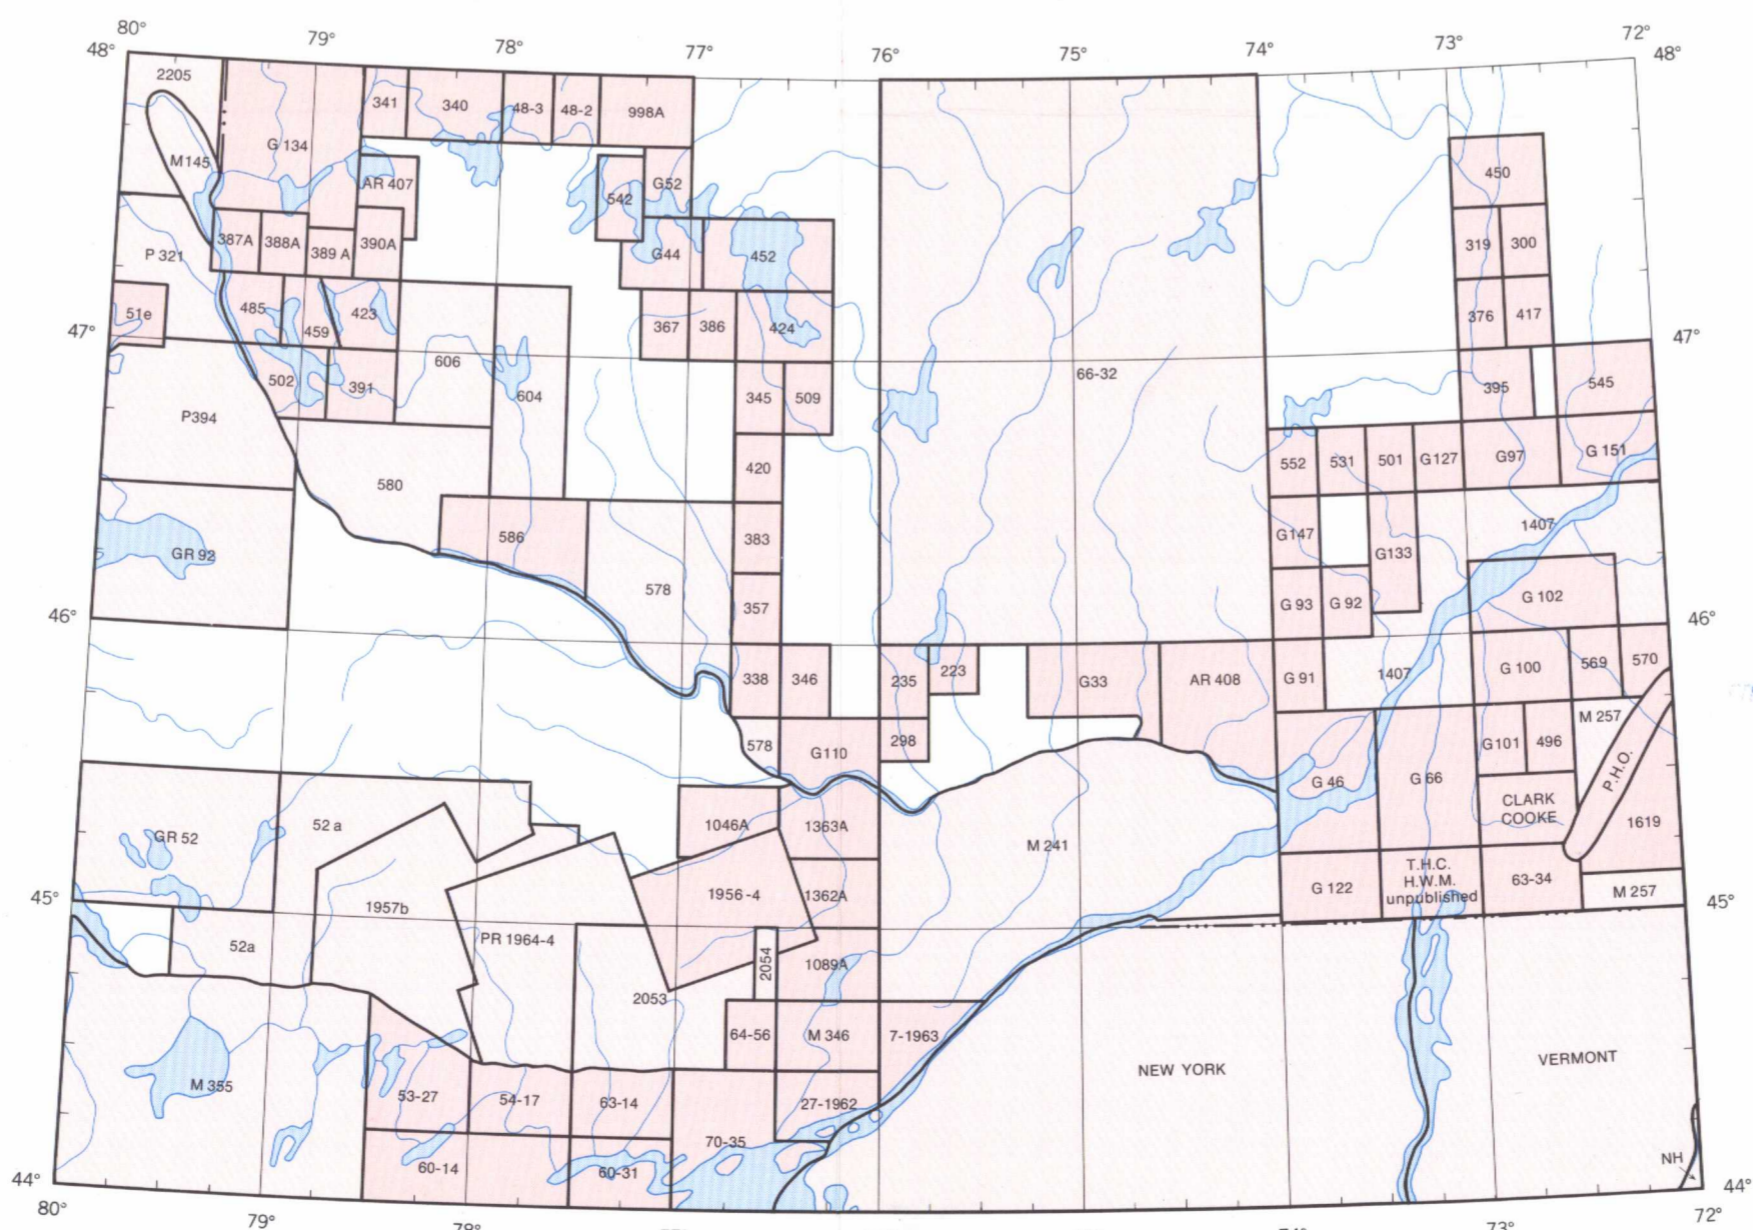 80° 79° 78° 77° 76° 75° 74° 73° 72°
48° 48°
2205
341 340 48-3 48-2 998A
M145 G 134
AR 407 542 G52 450
387A 388A 389 A 390A
P 321 G44 452 319 300
51e 485 459 423 367 386 424 376 417
47° 47°
606 66-32
502 391 604 345 509 395 545
P394
580 420 552 531 501 G127 G97 G 151
586 383 G147 G133 1407
GR 92
578 357 G 93 G 92 G 102
46° 46°
338 346 235 223 G33 AR 408 G 91 1407 G 100 569 570
578 G110 298 G101 496 M 257
G 46 G 66 P.H.O.
CLARK
COOKE
GR 52 52 a 1046A 1363A M 241 1619
T.H.C.
H.W.M.
unpublished
1957b 1956 -4 1362A G 122 63-34 M 257
45° 45°
52a PR 1964-4 2053 2054 1089A
64-56 M 346 7-1963
M 355 NEW YORK VERMONT
53-27 54-17 63-14 27-1962
60-14 60-31 70-35
NH
44° 44°
80° 79° 78° 77° 74° 73° 72°